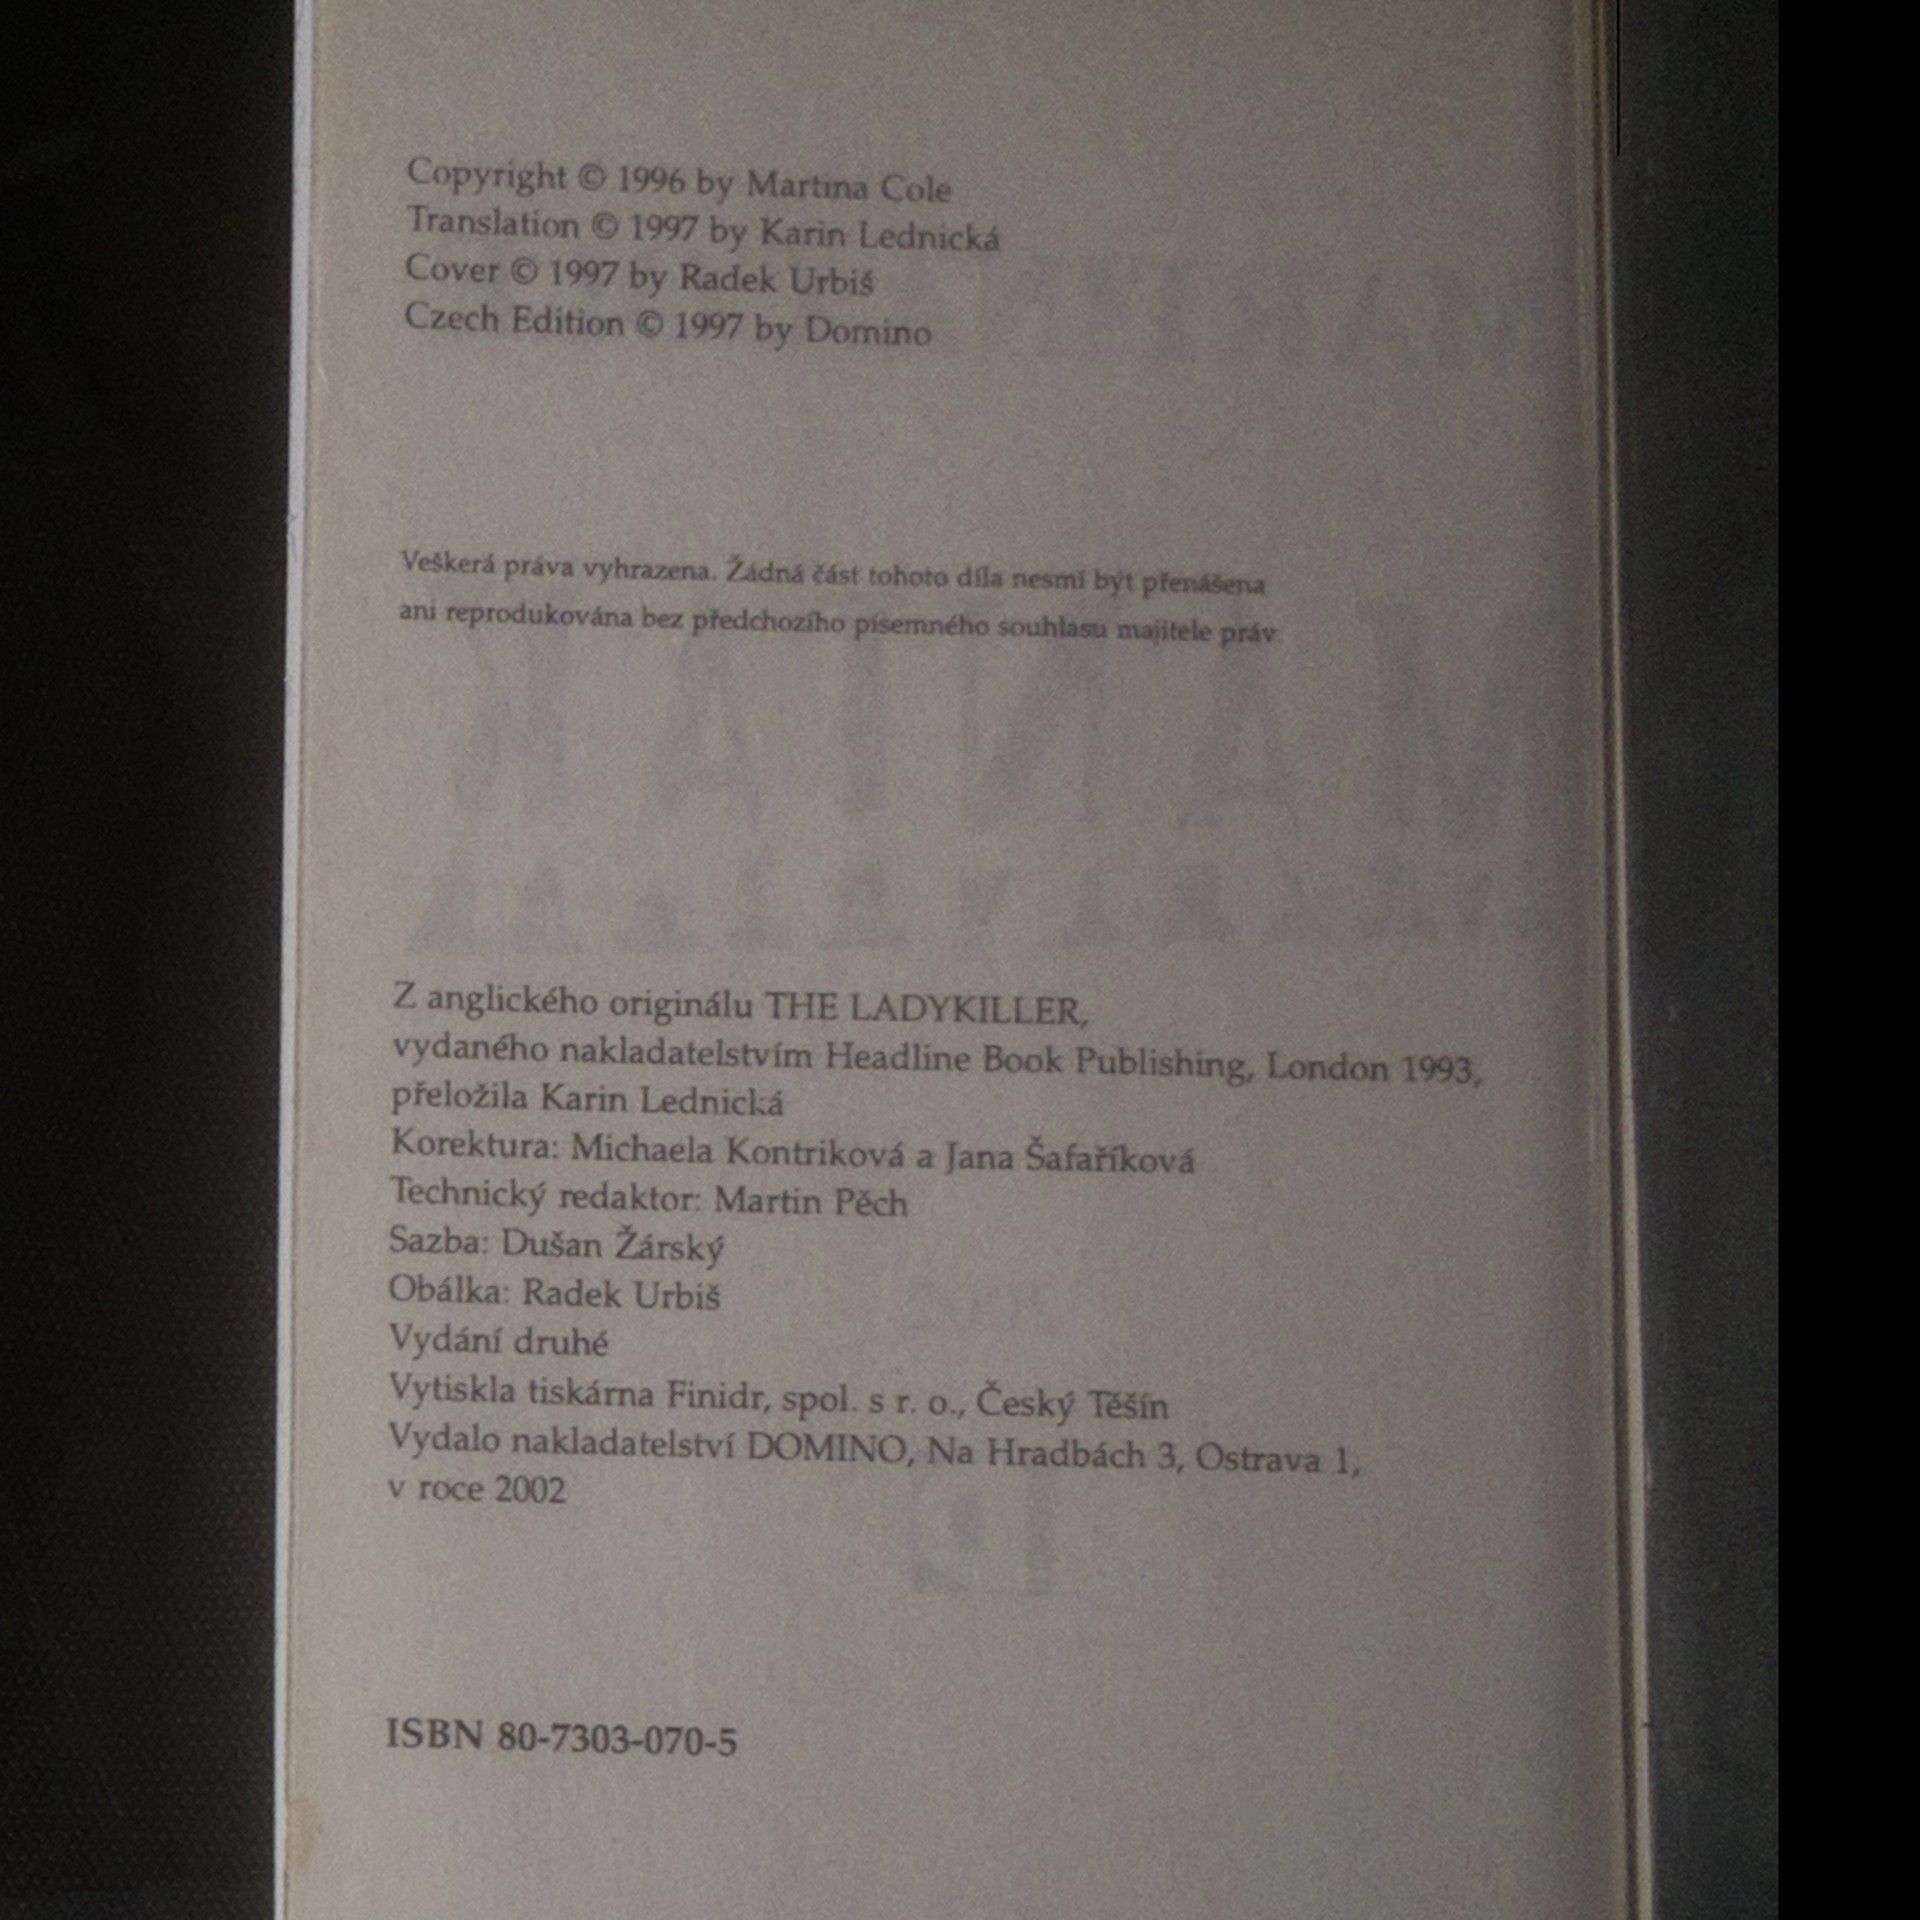 Copyright © 1996 by Martina Cole
Translation © 1997 by Karin Lednická
Cover © 1997 by Radek Urbiš
Czech Edition © 1997 by Domino
Veškerá práva vyhrazena. Žádná část tohoto díla nesmí být přenášena
ani reprodukována bez předchozího písemného souhlasu majitele práv.
Z anglického originálu THE LADYKILLER,
vydaného nakladatelstvím Headline Book Publishing, London 1993,
přeložila Karin Lednická
Korektura: Michaela Kontriková a Jana Šafaříková
Technický redaktor: Martin Pěch
Sazba: Dušan Žárský
Obálka: Radek Urbiš
Vydání druhé
Vytiskla tiskárna Finidr, spol. s r. o., Český Těšín
Vydalo nakladatelství DOMINO, Na Hradbách 3, Ostrava 1,
v roce 2002
ISBN 80-7303-070-5